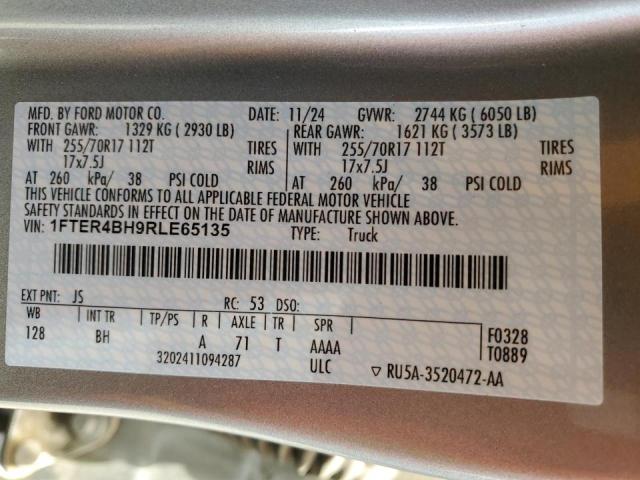 MFD. BY FORD MOTOR CO. DATE: 11/24 GVWR: 2744 KG ( 6050 LB)
FRONT GAWR: 1329 KG ( 2930 LB) REAR GAWR: 1621 KG ( 3573 LB)
WITH 255/70R17 112T TIRES WITH 255/70R17 112T TIRES
17x7.5J RIMS 17x7.5J RIMS
AT 260 kPa/ 38 PSI COLD AT 260 kPa/ 38 PSI COLD
THIS VEHICLE CONFORMS TO ALL APPLICABLE FEDERAL MOTOR VEHICLE
SAFETY STANDARDS IN EFFECT ON THE DATE OF MANUFACTURE SHOWN ABOVE.
VIN: 1FTER4BH9RLE65135 TYPE: Truck
EXT PNT: JS RC: 53 DSO:
WB INT TR TP/PS R AXLE TR SPR F0328
128 BH A 71 T AAAA T0889
3202411094287 ULC ▽ RU5A-3520472-AA